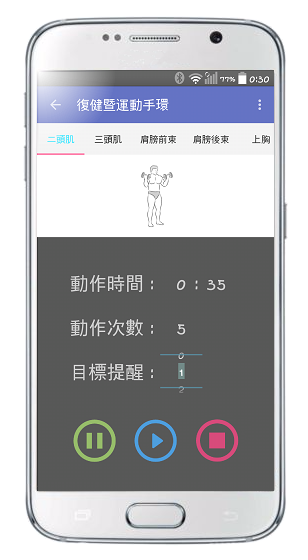 77% 0:30
復健暨運動手環
二頭肌 三頭肌 肩膀前束 肩膀後束 上胸
動作時間： 0 : 35
動作次數： 5
0
目標提醒： 1
2